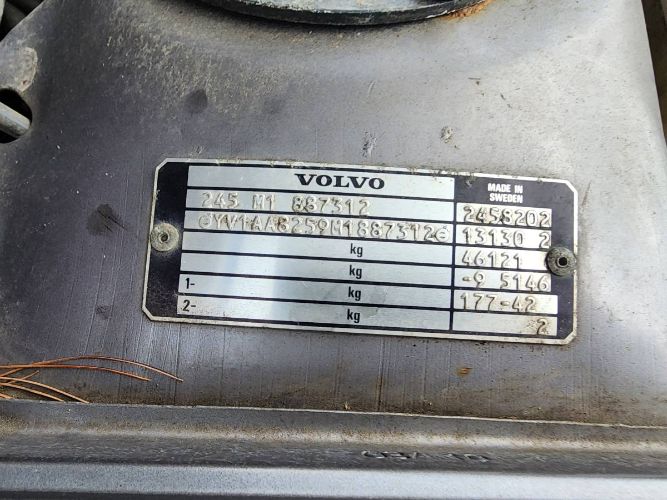 VOLVO
MADE IN
SWEDEN
245 M1 887312
2458202
YV1AA8259M1887312
13130 2
kg
46121
kg
-9 5146
1- kg
177-42
2- kg
2